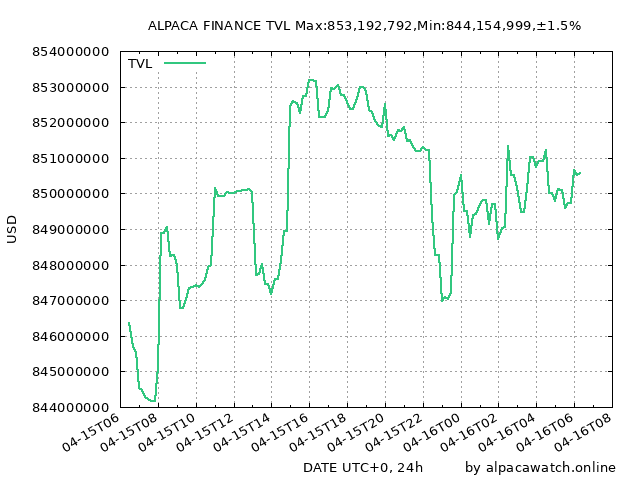 ALPACA FINANCE TVL Max:853,192,792,Min:844,154,999,±1.5%
TVL
854000000
853000000
852000000
851000000
850000000
849000000
848000000
847000000
846000000
845000000
844000000
USD
04-15T06
04-15T08
04-15T10
04-15T12
04-15T14
04-15T16
04-15T18
04-15T20
04-15T22
04-16T00
04-16T02
04-16T04
04-16T06
04-16T08
DATE UTC+0, 24h
by alpacawatch.online